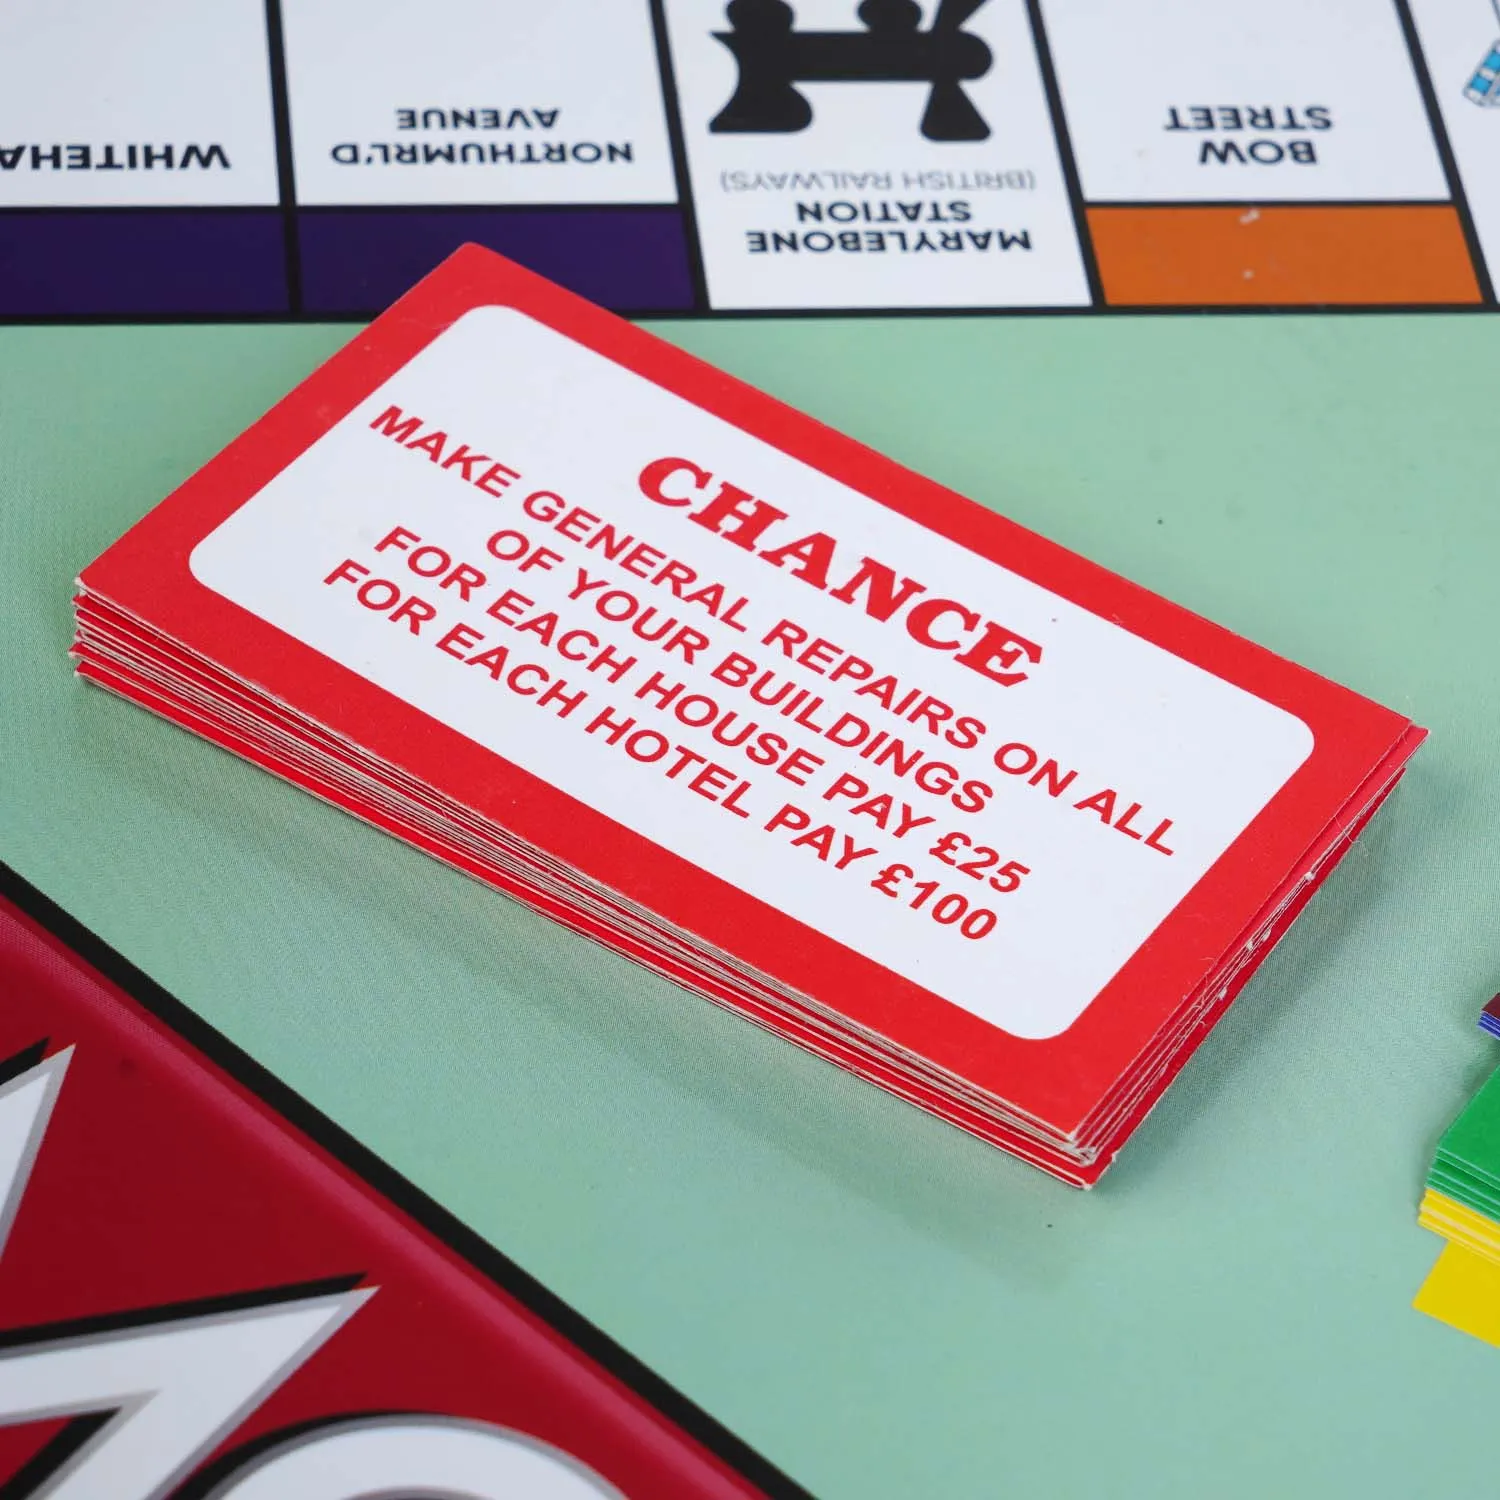 NORTHUMRL'D
AVENUE
MARYLEBONE
STATION
(BRITISH RAILWAYS)
BOW
STREET
CHANCE
MAKE GENERAL REPAIRS ON ALL
OF YOUR BUILDINGS
FOR EACH HOUSE PAY £25
FOR EACH HOTEL PAY £100